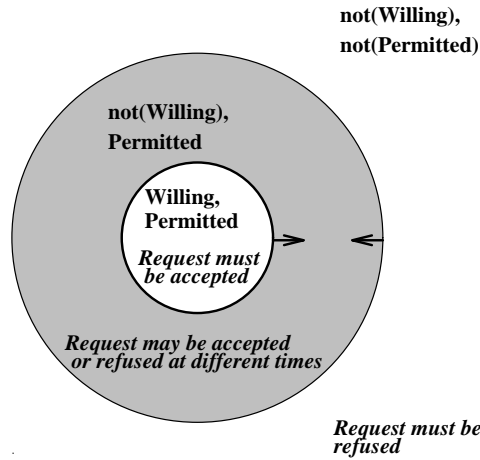 not(Willing),
not(Permitted)
not(Willing),
Permitted
Willing,
Permitted
Request must
be accepted
Request may be accepted
or refused at different times
Request must be
refused